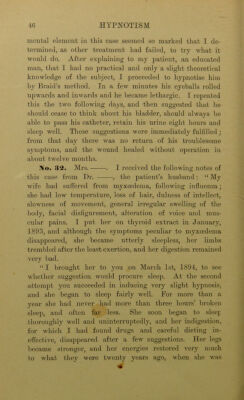 46 HYPNOTISM
mental element in this case seemed so marked that I de-
termined, as other treatment had failed, to try what it
would do. After explaining to my patient, an educated
man, that I had no practical and only a slight theoretical
knowledge of the subject, I proceeded to hypnotise him
by Braid's method. In a few minutes his eyeballs rolled
upwards and inwards and he became lethargic. I repeated
this the two following days, and then suggested that he
should cease to think about his bladder, should always be
able to pass his catheter, retain his urine eight hours and
sleep well. These suggestions were immediately fulfilled;
from that day there was no return of his troublesome
symptoms, and the wound healed without operation in
about twelve months.
No. 32. Mrs. ——. I received the following notes of
this case from Dr. ——, the patient's husband: "My
wife had suffered from myxœdema, following influenza;
she had low temperature, loss of hair, dulness of intellect,
slowness of movement, general irregular swelling of the
body, facial disfigurement, alteration of voice and mus-
cular pains. I put her on thyroid extract in January,
1893, and although the symptoms peculiar to myxœdema
disappeared, she became utterly sleepless, her limbs
trembled after the least exertion, and her digestion remained
very bad.
"I brought her to you on March 1st, 1894, to see
whether suggestion would procure sleep. At the second
attempt you succeeded in inducing very slight hypnosis,
and she began to sleep fairly well. For more than a
year she had never had more than three hours' broken
sleep, and often far less. She soon began to sleep
thoroughly well and uninterruptedly, and her indigestion,
for which I had found drugs and careful dieting in-
effective, disappeared after a few suggestions. Her legs
became stronger, and her energies restored very much
to what they were twenty years ago, when she was